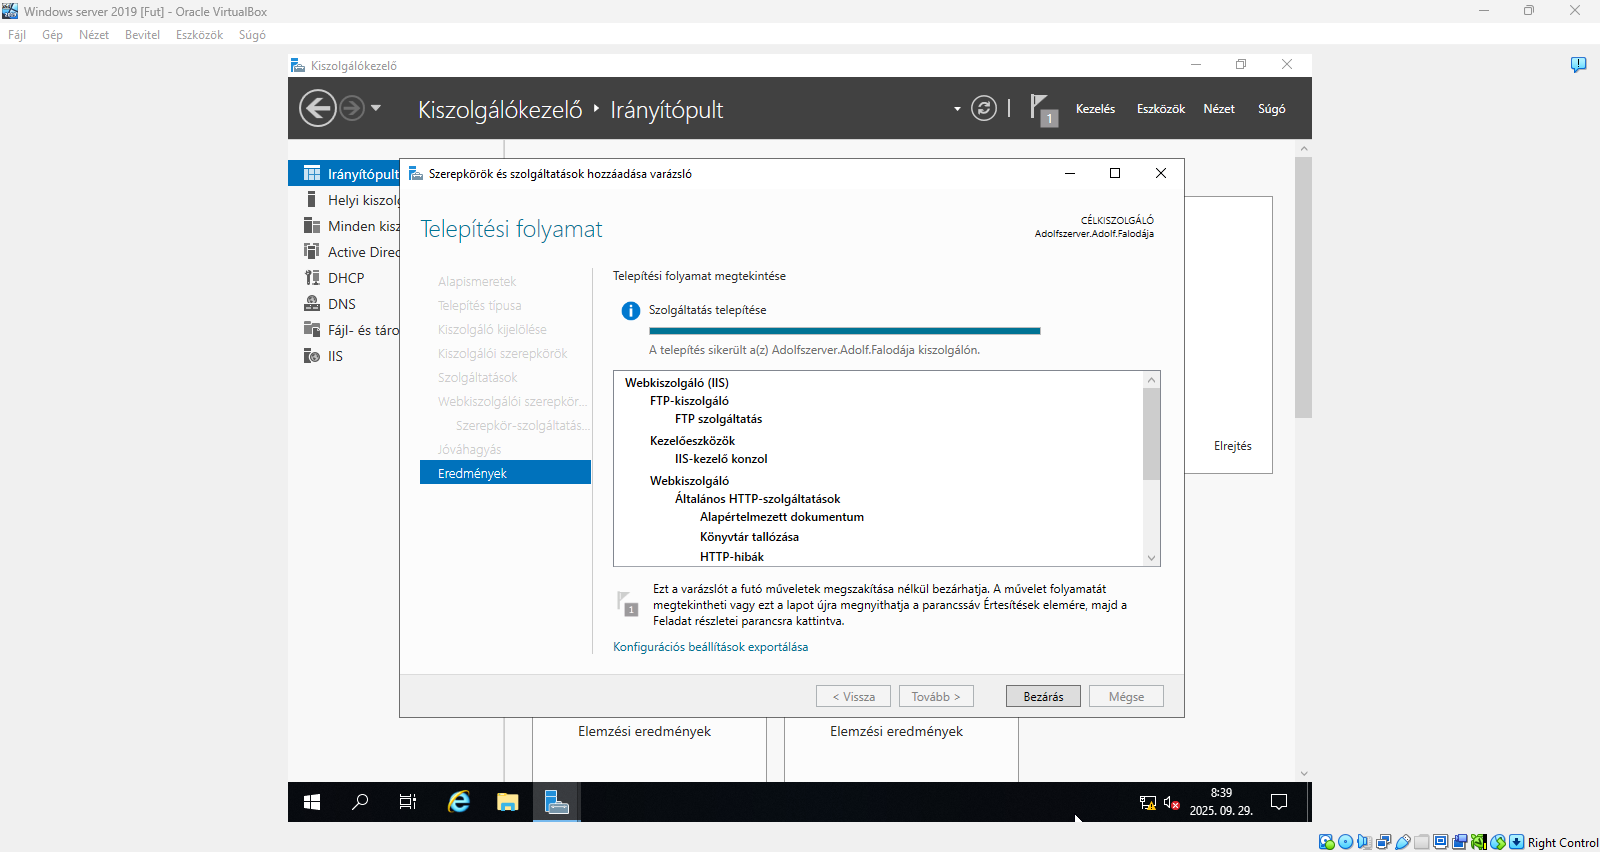 Windows server 2019 [Fut] - Oracle VirtualBox
Fájl Gép Nézet Bevitel Eszközök Súgó
Kiszolgálókezelő
Kiszolgálókezelő Irányítópult
1
Kezelés Eszközök Nézet Súgó
Irányítópult
Helyi kiszolg
Minden kisz
Active Direc
DHCP
DNS
Fájl- és táro
IIS
Szerepkörök és szolgáltatások hozzáadása varázsló
Telepítési folyamat
CÉLKISZOLGÁLÓ
Adolfszerver.Adolf.Falodája
Alapismeretek
Telepítés típusa
Kiszolgáló kijelölése
Kiszolgálói szerepkörök
Szolgáltatások
Webkiszolgálói szerepkör...
Szerepkör-szolgáltatás...
Jóváhagyás
Eredmények
Telepítési folyamat megtekintése
Szolgáltatás telepítése
A telepítés sikerült a(z) Adolfszerver.Adolf.Falodája kiszolgálón.
Webkiszolgáló (IIS)
FTP-kiszolgáló
FTP szolgáltatás
Kezelőeszközök
IIS-kezelő konzol
Webkiszolgáló
Általános HTTP-szolgáltatások
Alapértelmezett dokumentum
Könyvtár tallózása
HTTP-hibák
1
Ezt a varázslót a futó műveletek megszakítása nélkül bezárhatja. A művelet folyamatát
megtekintheti vagy ezt a lapot újra megnyithatja a parancssáv Értesítések elemére, majd a
Feladat részletei parancsra kattintva.
Konfigurációs beállítások exportálása
< Vissza Tovább > Bezárás Mégse
Elrejtés
Elemzési eredmények Elemzési eredmények
8:39
2025. 09. 29.
Right Control